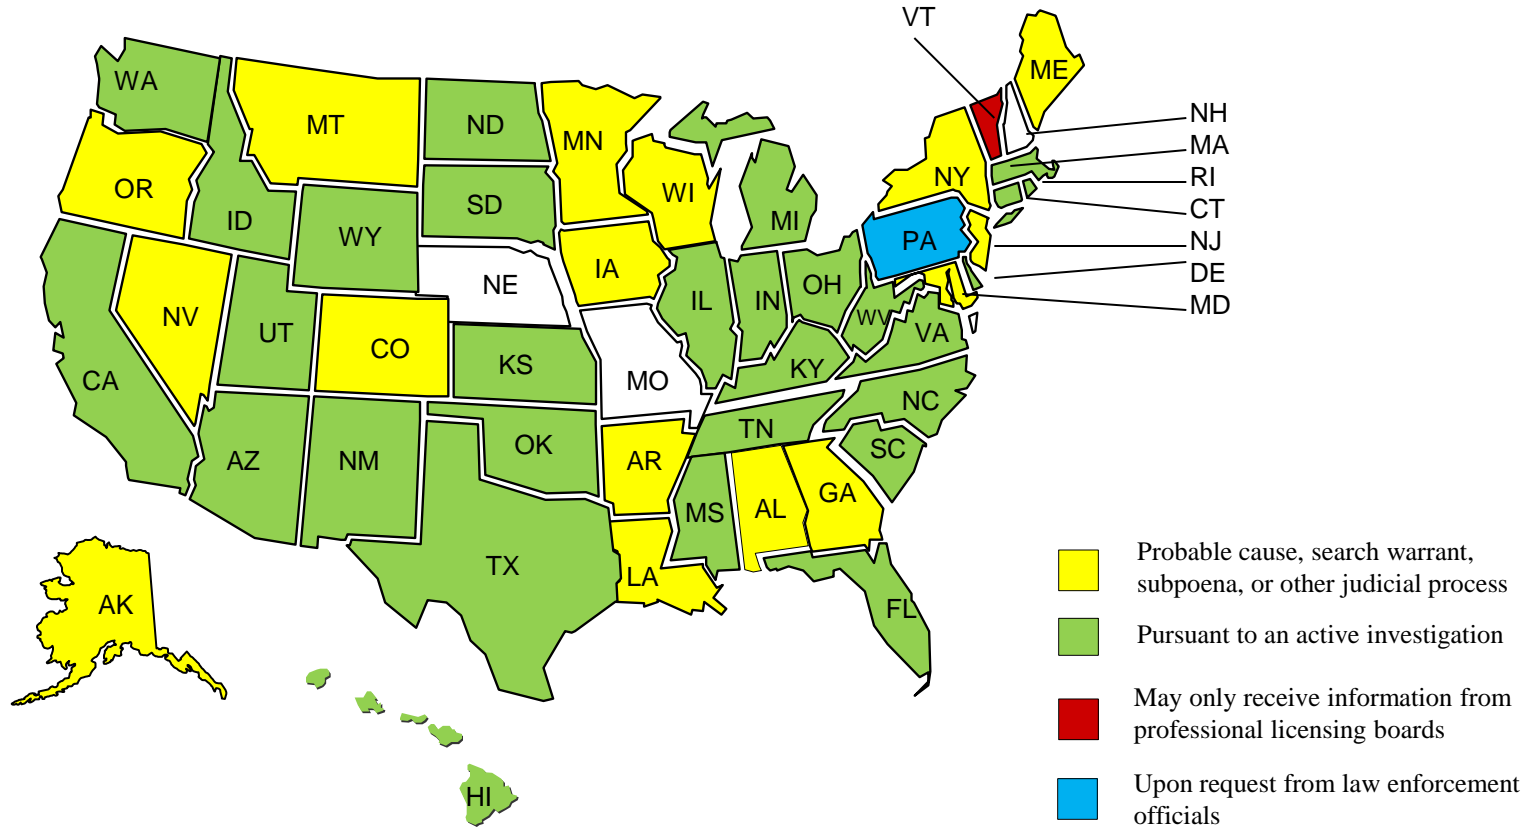 VT
ME
WA
MT
ND
MN
NH
MA
OR
ID
SD
WI
NY
RI
WY
MI
CT
PA
NJ
IA
NE
OH
DE
IL
IN
MD
NV
UT
CO
WV
VA
KS
CA
MO
KY
NC
TN
OK
SC
AZ
NM
AR
GA
MS
AL
TX
LA
AK
FL
HI
Probable cause, search warrant,
subpoena, or other judicial process
Pursuant to an active investigation
May only receive information from
professional licensing boards
Upon request from law enforcement
officials